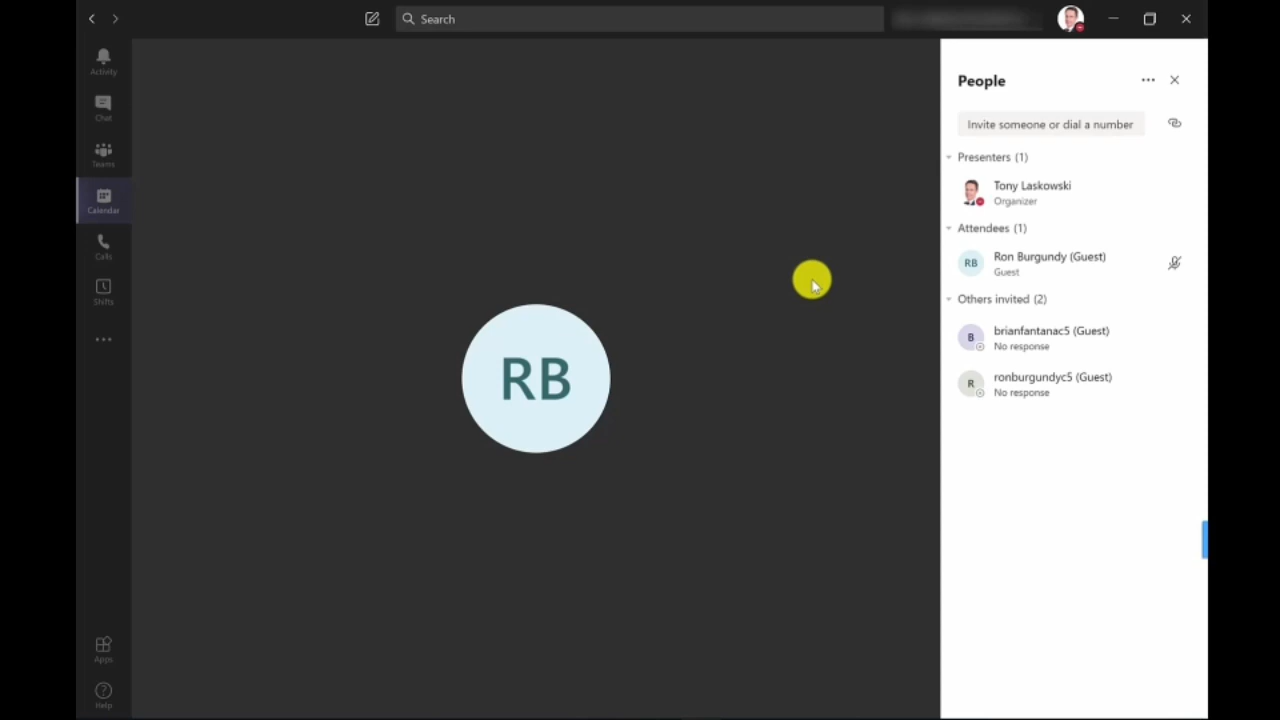 Search
Activity
Chat
Teams
Calendar
Calls
Shifts
Apps
Help
RB
People
Invite someone or dial a number
Presenters (1)
Tony Laskowski
Organizer
Attendees (1)
RB
Ron Burgundy (Guest)
Guest
Others invited (2)
B
brianfantanac5 (Guest)
No response
R
ronburgundyc5 (Guest)
No response